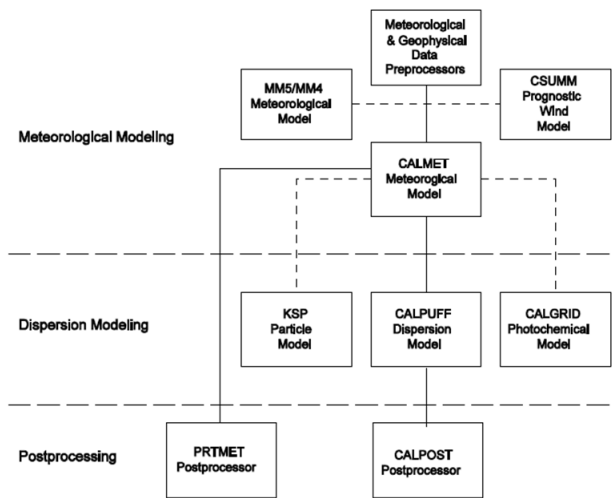 Meteorological
& Geophysical
Data
Preprocessors
MM5/MM4
Meteorological
Model
CSUMM
Prognostic
Wind
Model
Meteorological Modeling
CALMET
Meteorogical
Model
Dispersion Modeling
KSP
Particle
Model
CALPUFF
Dispersion
Model
CALGRID
Photochemical
Model
Postprocessing
PRTMET
Postprocessor
CALPOST
Postprocessor